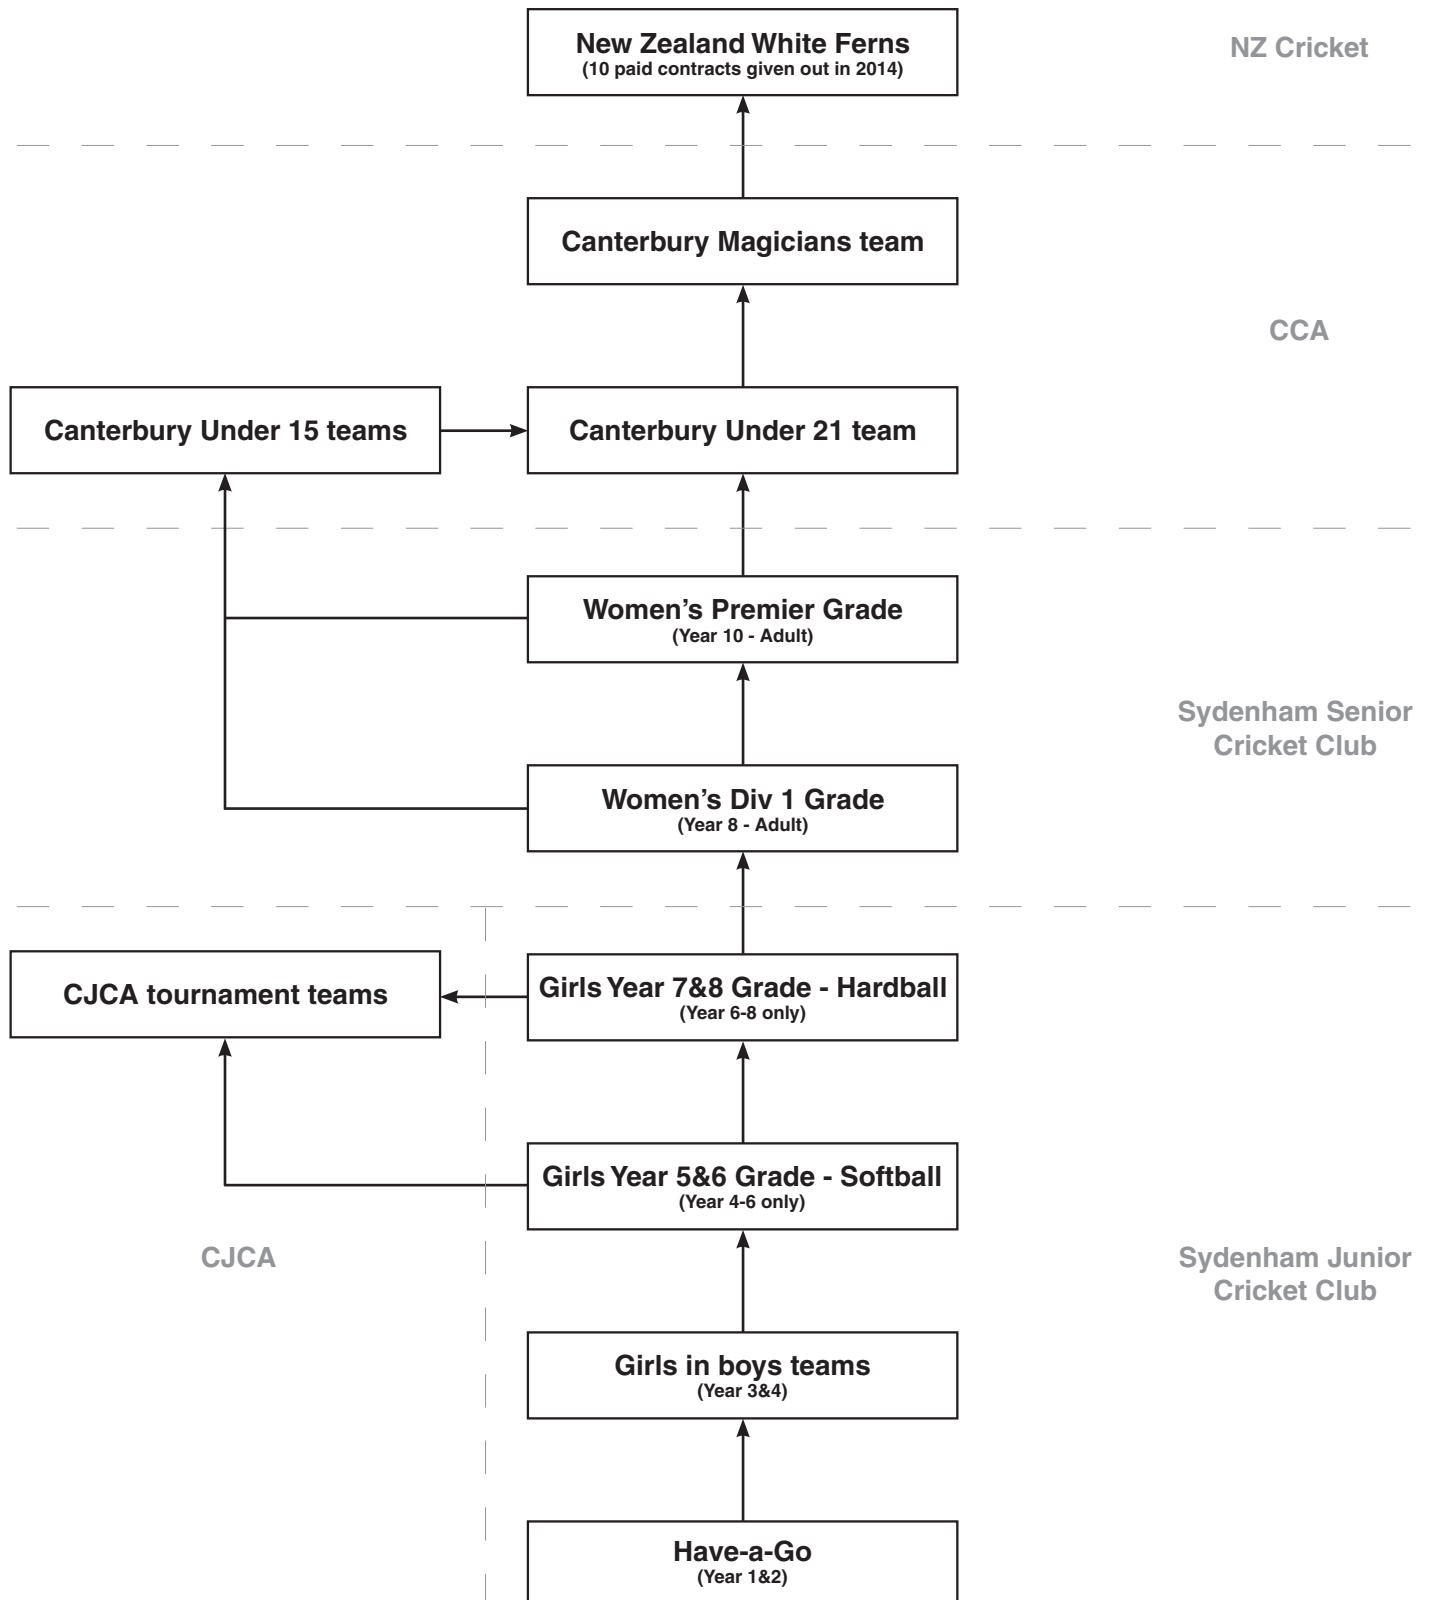 New Zealand White Ferns
(10 paid contracts given out in 2014)
NZ Cricket
Canterbury Magicians team
CCA
Canterbury Under 15 teams
Canterbury Under 21 team
Women’s Premier Grade
(Year 10 - Adult)
Sydenham Senior
Cricket Club
Women’s Div 1 Grade
(Year 8 - Adult)
CJCA tournament teams
Girls Year 7&8 Grade - Hardball
(Year 6-8 only)
Girls Year 5&6 Grade - Softball
(Year 4-6 only)
CJCA
Sydenham Junior
Cricket Club
Girls in boys teams
(Year 3&4)
Have-a-Go
(Year 1&2)